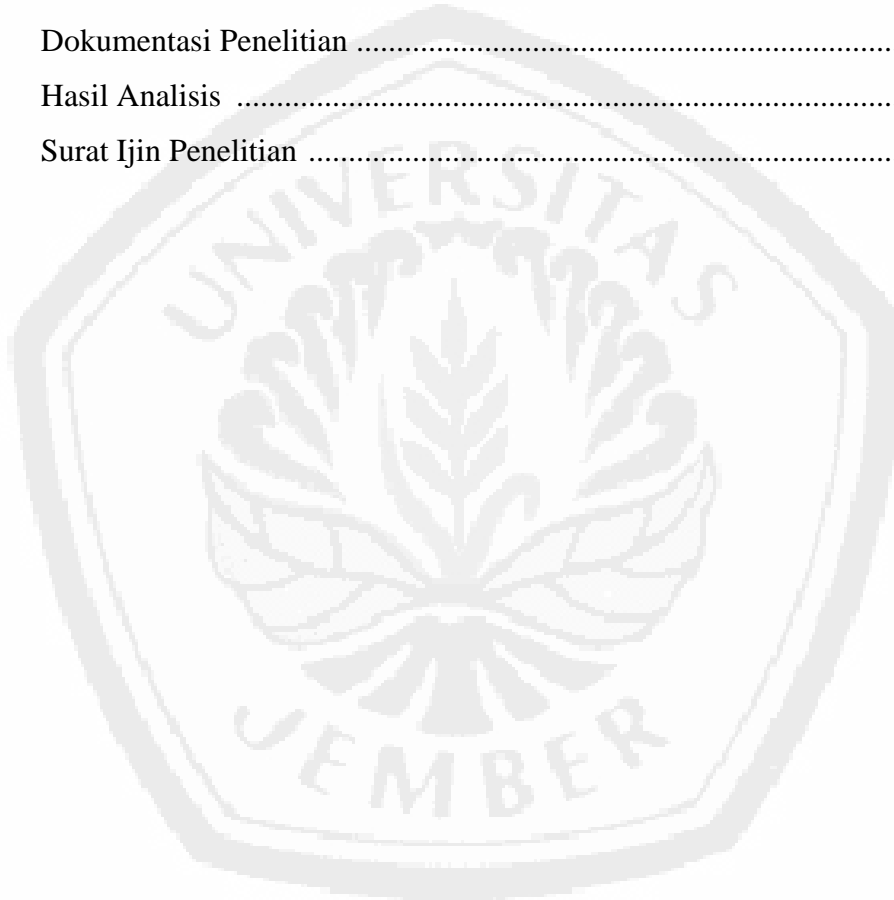 Dokumentasi Penelitian ......................................................................
Hasil Analisis .....................................................................................
Surat Ijin Penelitian ............................................................................
UNIVERSITAS
JEMBER